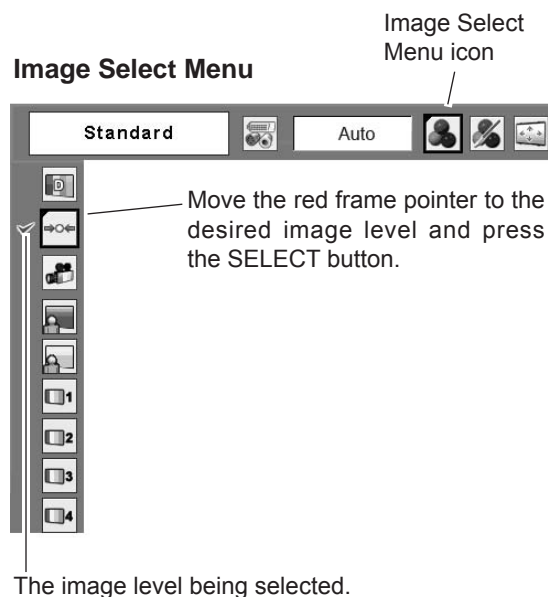 Image Select
Menu icon
Image Select Menu
Standard
Auto
D
Move the red frame pointer to the
desired image level and press
the SELECT button.
1
2
3
4
The image level being selected.